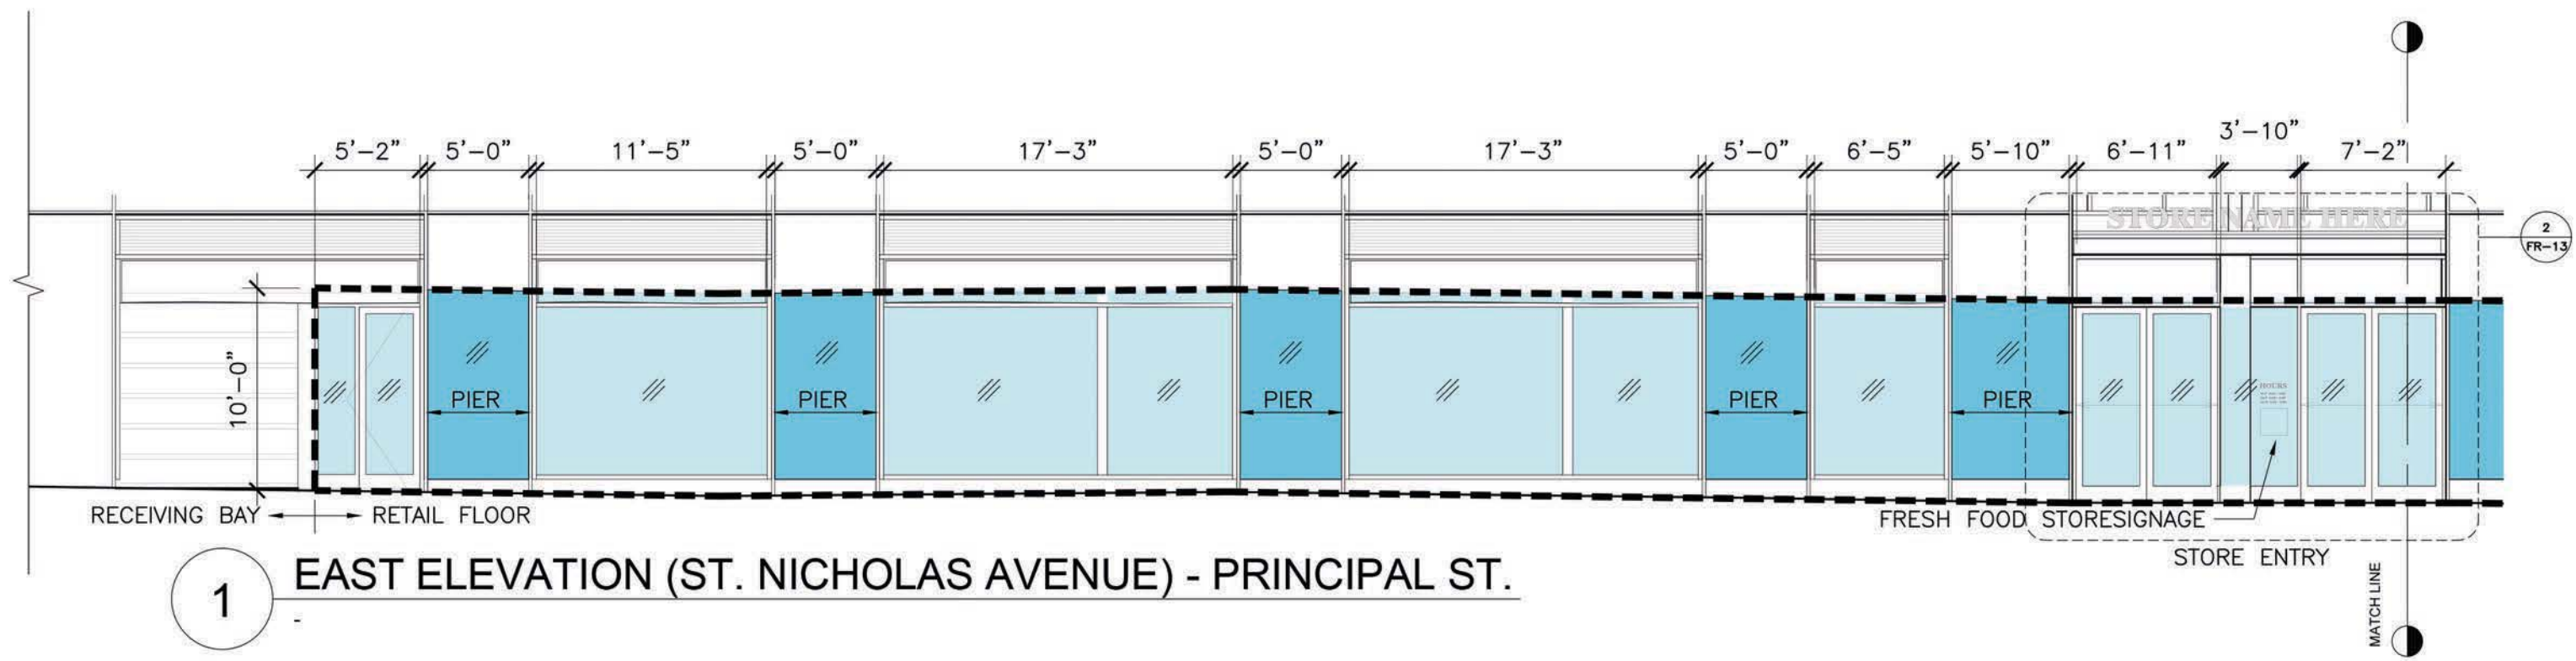 3'-10"
5'-2" 5'-0" 11'-5" 5'-0" 17'-3" 5'-0" 17'-3" 5'-0" 6'-5" 5'-10" 6'-11" 7'-2"
STORE NAME HERE
2
FR-13
10'-0"
HOURS
PIER PIER PIER PIER PIER
RECEIVING BAY RETAIL FLOOR
FRESH FOOD STORESIGNAGE
STORE ENTRY
MATCH LINE
1 EAST ELEVATION (ST. NICHOLAS AVENUE) - PRINCIPAL ST.
-